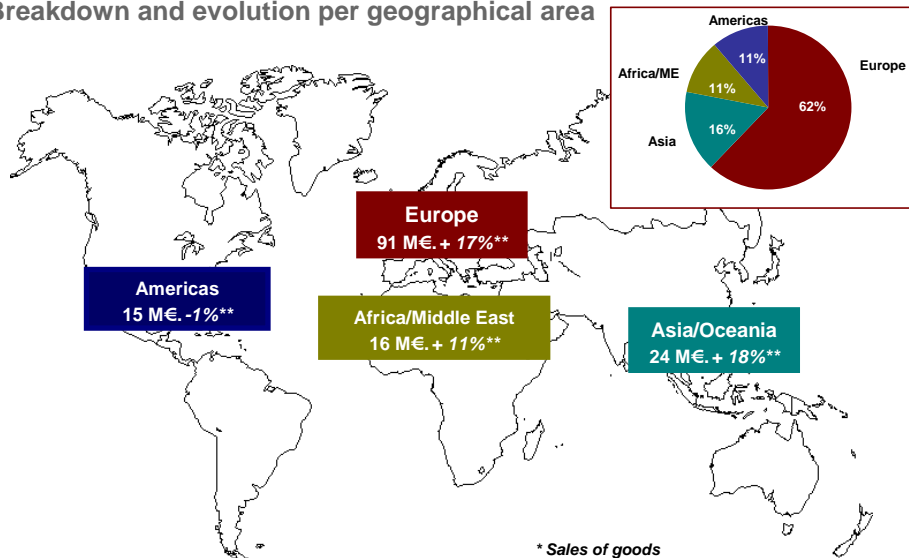 Breakdown and evolution per geographical area
Americas
11%
Africa/ME
11%
Europe
62%
16%
Asia
Europe
91 M€.+ 17%**
Americas
15 M€.-1%**
Africa/Middle East
16 M€.+ 11%**
Asia/Oceania
24 M€.+ 18%**
* Sales of goods